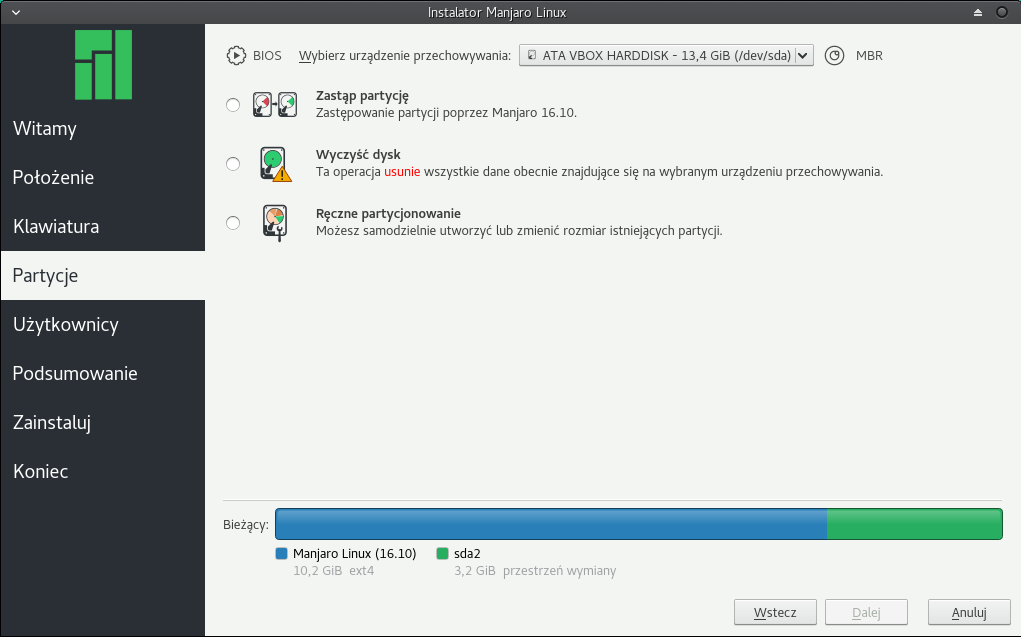 Instalator Manjaro Linux
BIOS Wybierz urządzenie przechowywania: ATA VBOX HARDDISK - 13,4 GiB (/dev/sda) MBR
Witamy
Położenie
Klawiatura
Partycje
Użytkownicy
Podsumowanie
Zainstaluj
Koniec
Zastąp partycję
Zastępowanie partycji poprzez Manjaro 16.10.
Wyczyść dysk
Ta operacja usunie wszystkie dane obecnie znajdujące się na wybranym urządzeniu przechowywania.
Ręczne partycjonowanie
Możesz samodzielnie utworzyć lub zmienić rozmiar istniejących partycji.
Bieżący:
Manjaro Linux (16.10) sda2
10,2 GiB ext4 3,2 GiB przestrzeń wymiany
Wstecz Dalej Anuluj